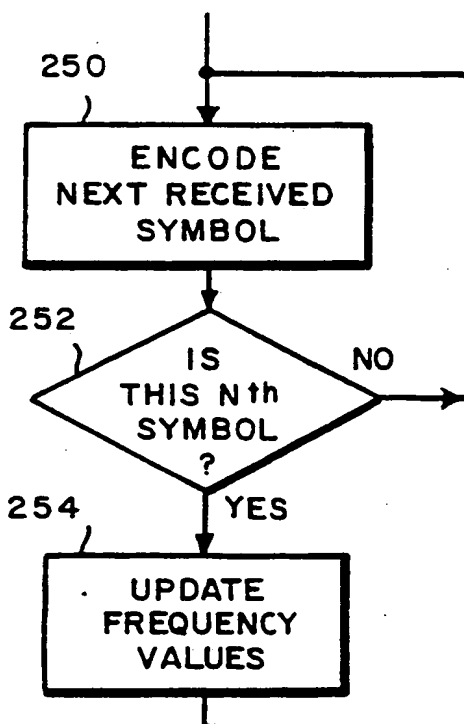 250
ENCODE
NEXT RECEIVED
SYMBOL
252
IS
THIS Nth
SYMBOL
?
NO
YES
254
UPDATE
FREQUENCY
VALUES